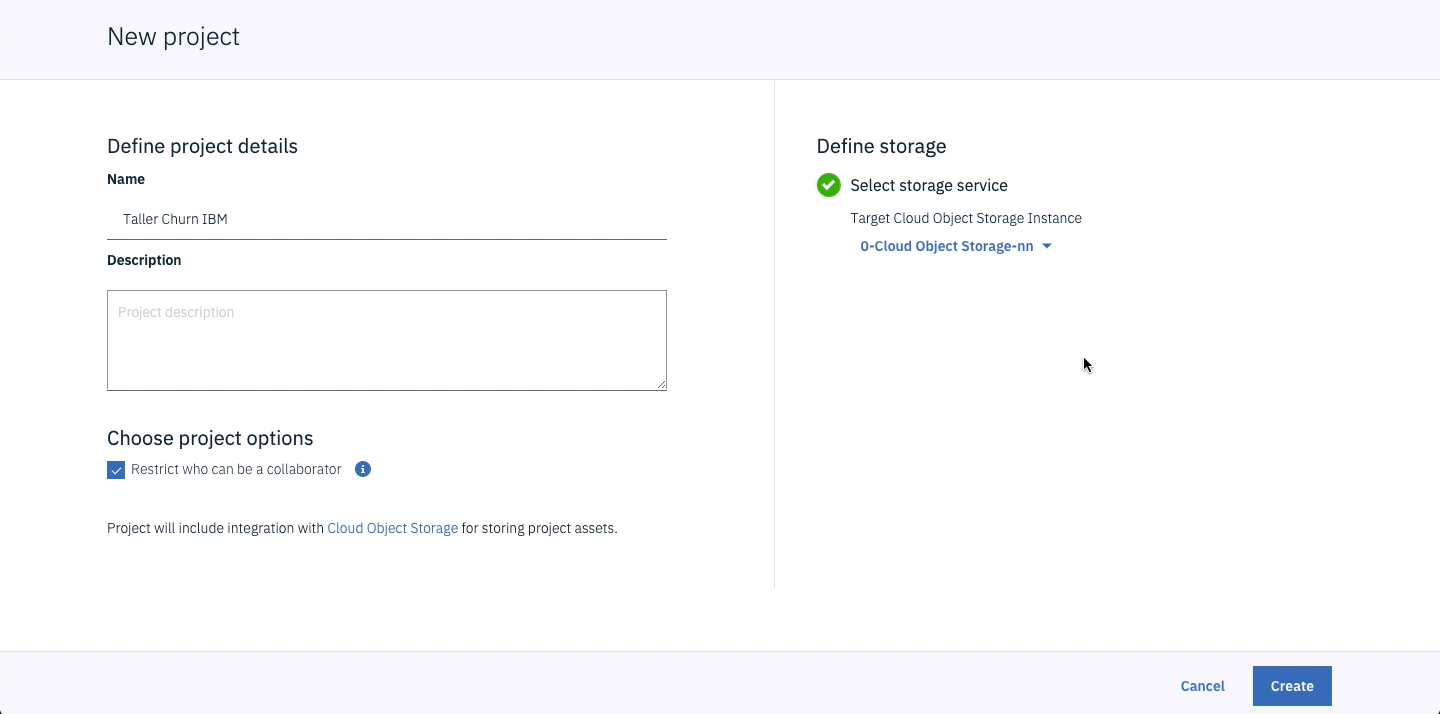 New project
Define project details
Name
Taller Churn IBM
Description
Project description
Choose project options
Restrict who can be a collaborator
Project will include integration with Cloud Object Storage for storing project assets.
Define storage
Select storage service
Target Cloud Object Storage Instance
0-Cloud Object Storage-nn
Cancel
Create